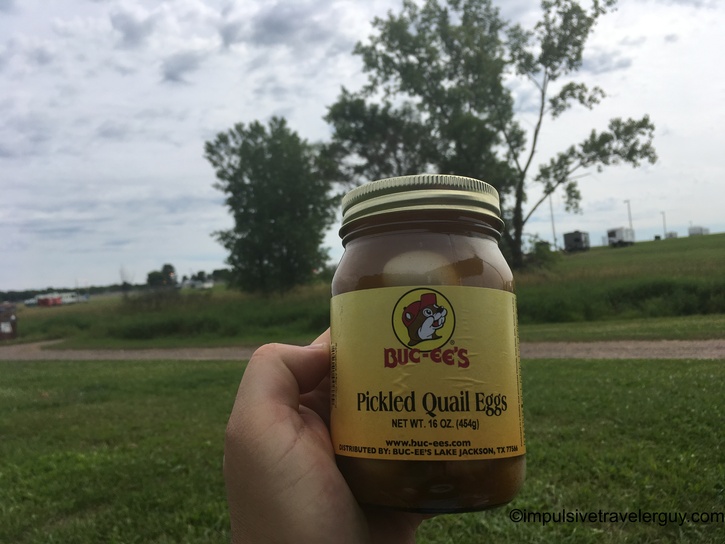 BUC-EE'S
Pickled Quail Eggs
NET WT. 16 OZ. (454g)
www.buc-ees.com
DISTRIBUTED BY: BUC-EE'S LAKE JACKSON, TX 77566
©impulsivetravelerguy.com